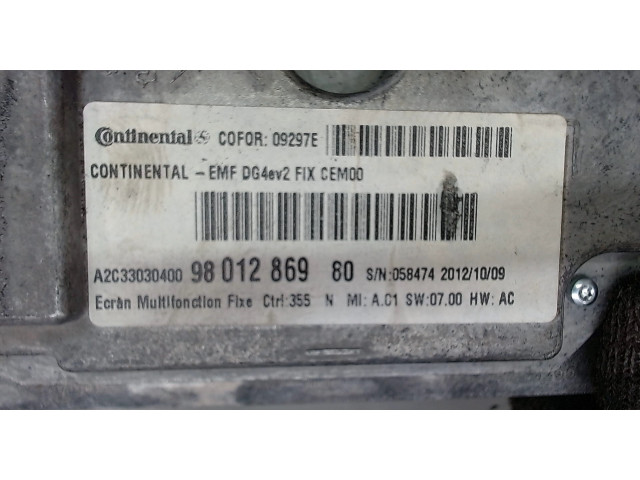 Continental COFOR: 09297E
CONTINENTAL - EMF DG4ev2 FIX CEM00
A2C33030400 98 012 869 80 S/N:058474 2012/10/09
Ecran Multifonction Fixe Ctrl:355 N MI: A.01 SW:07.00 HW: AC